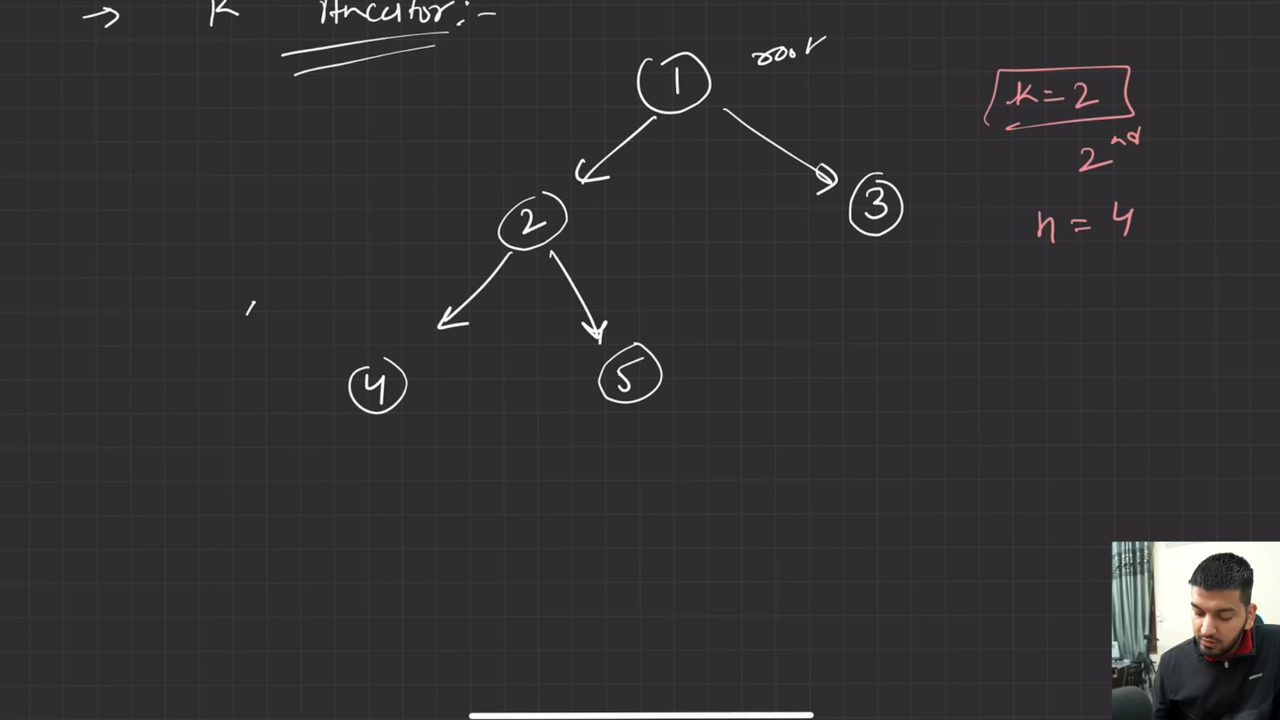 → K Ancestor:-
root
1
K=2
2nd
2
3
n = 4
4
5